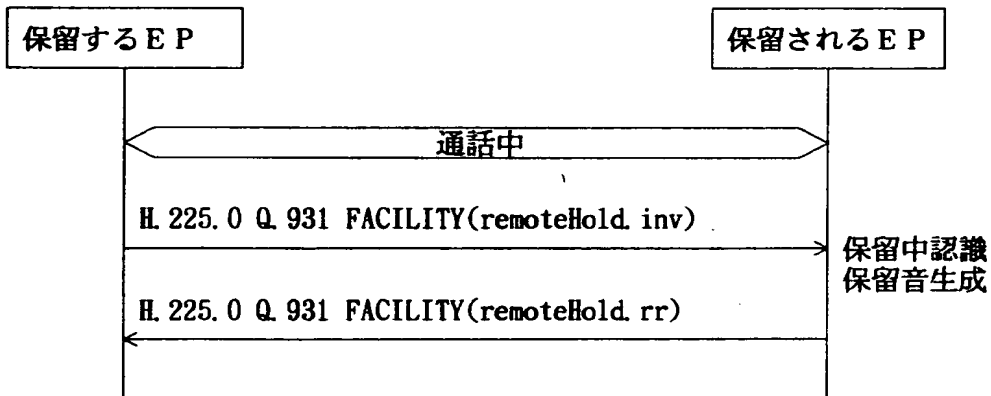 保留するＥＰ
保留されるＥＰ
通話中
H.225.0 Q.931 FACILITY(remoteHold.inv)
保留中認識
保留音生成
H.225.0 Q.931 FACILITY(remoteHold.rr)